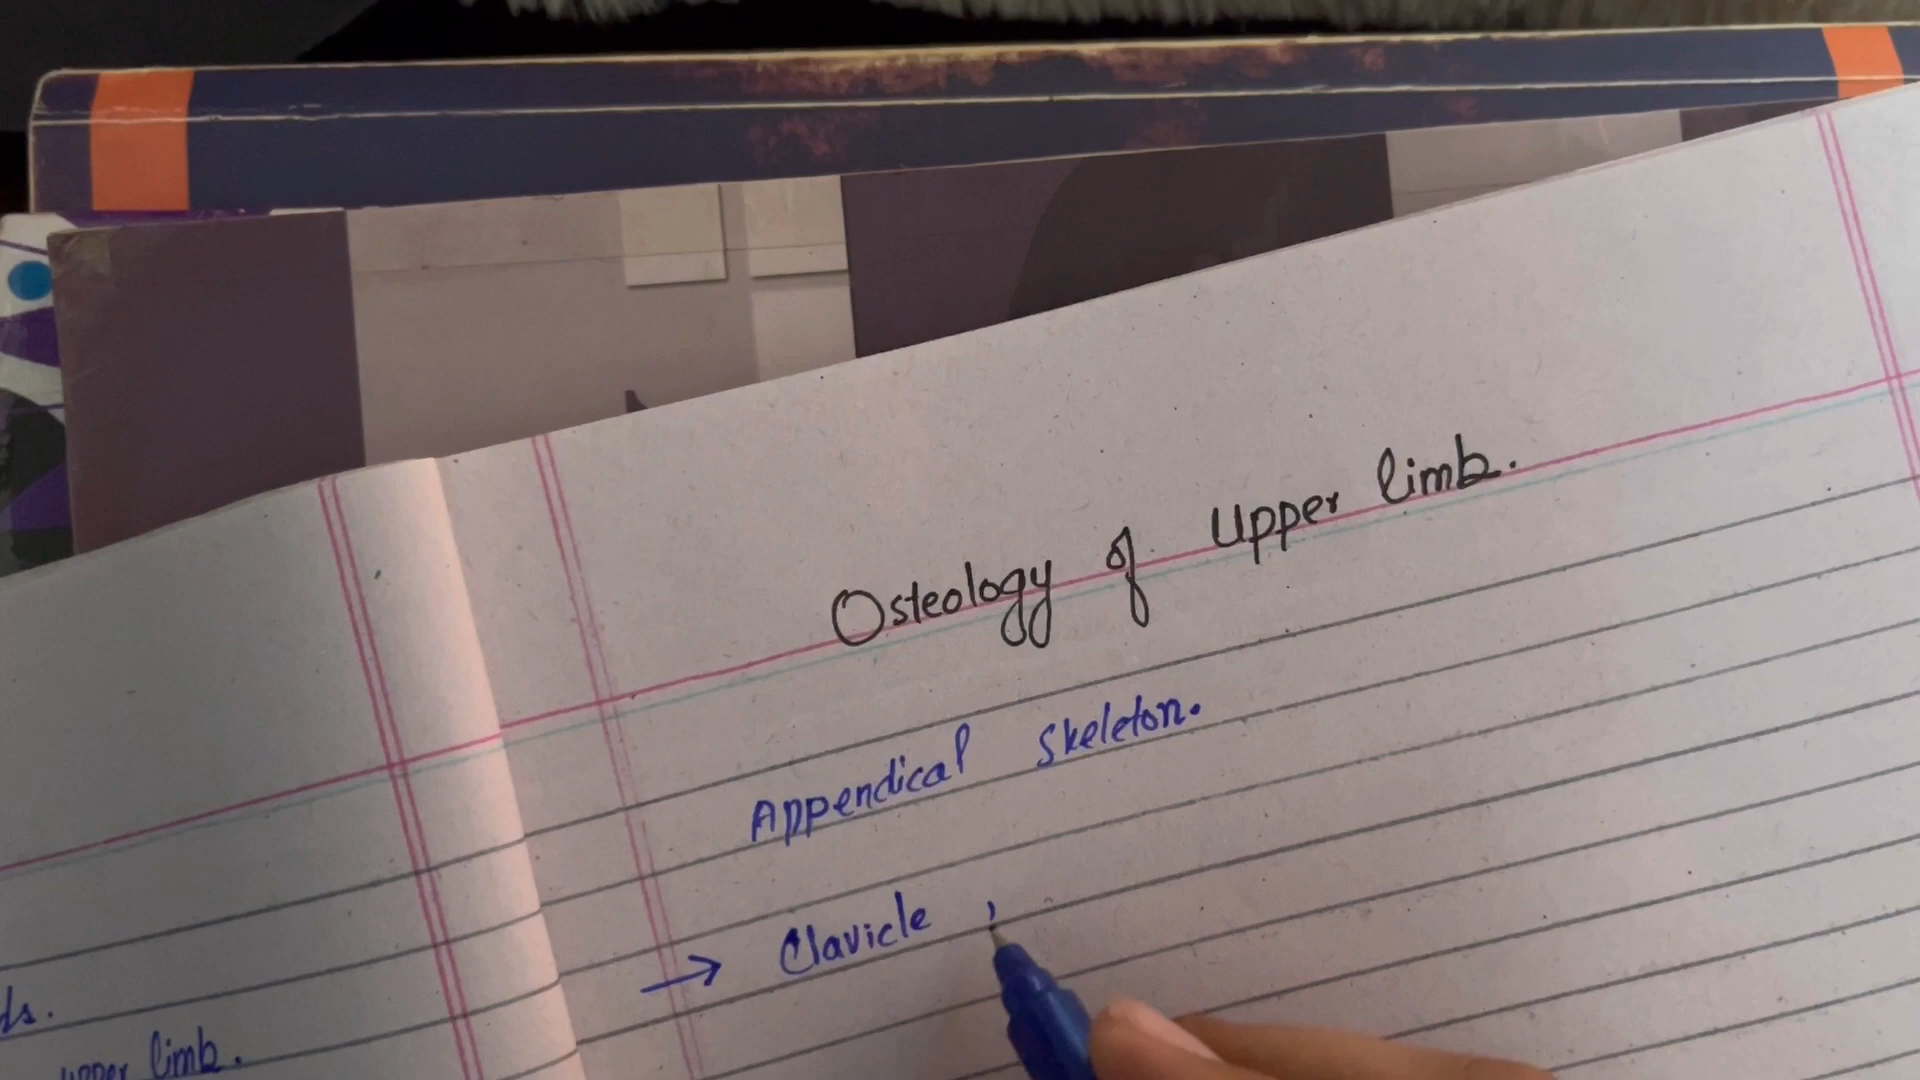 Osteology of Upper limb.
Appendical Skeleton.
→ Clavicle
upper limb.